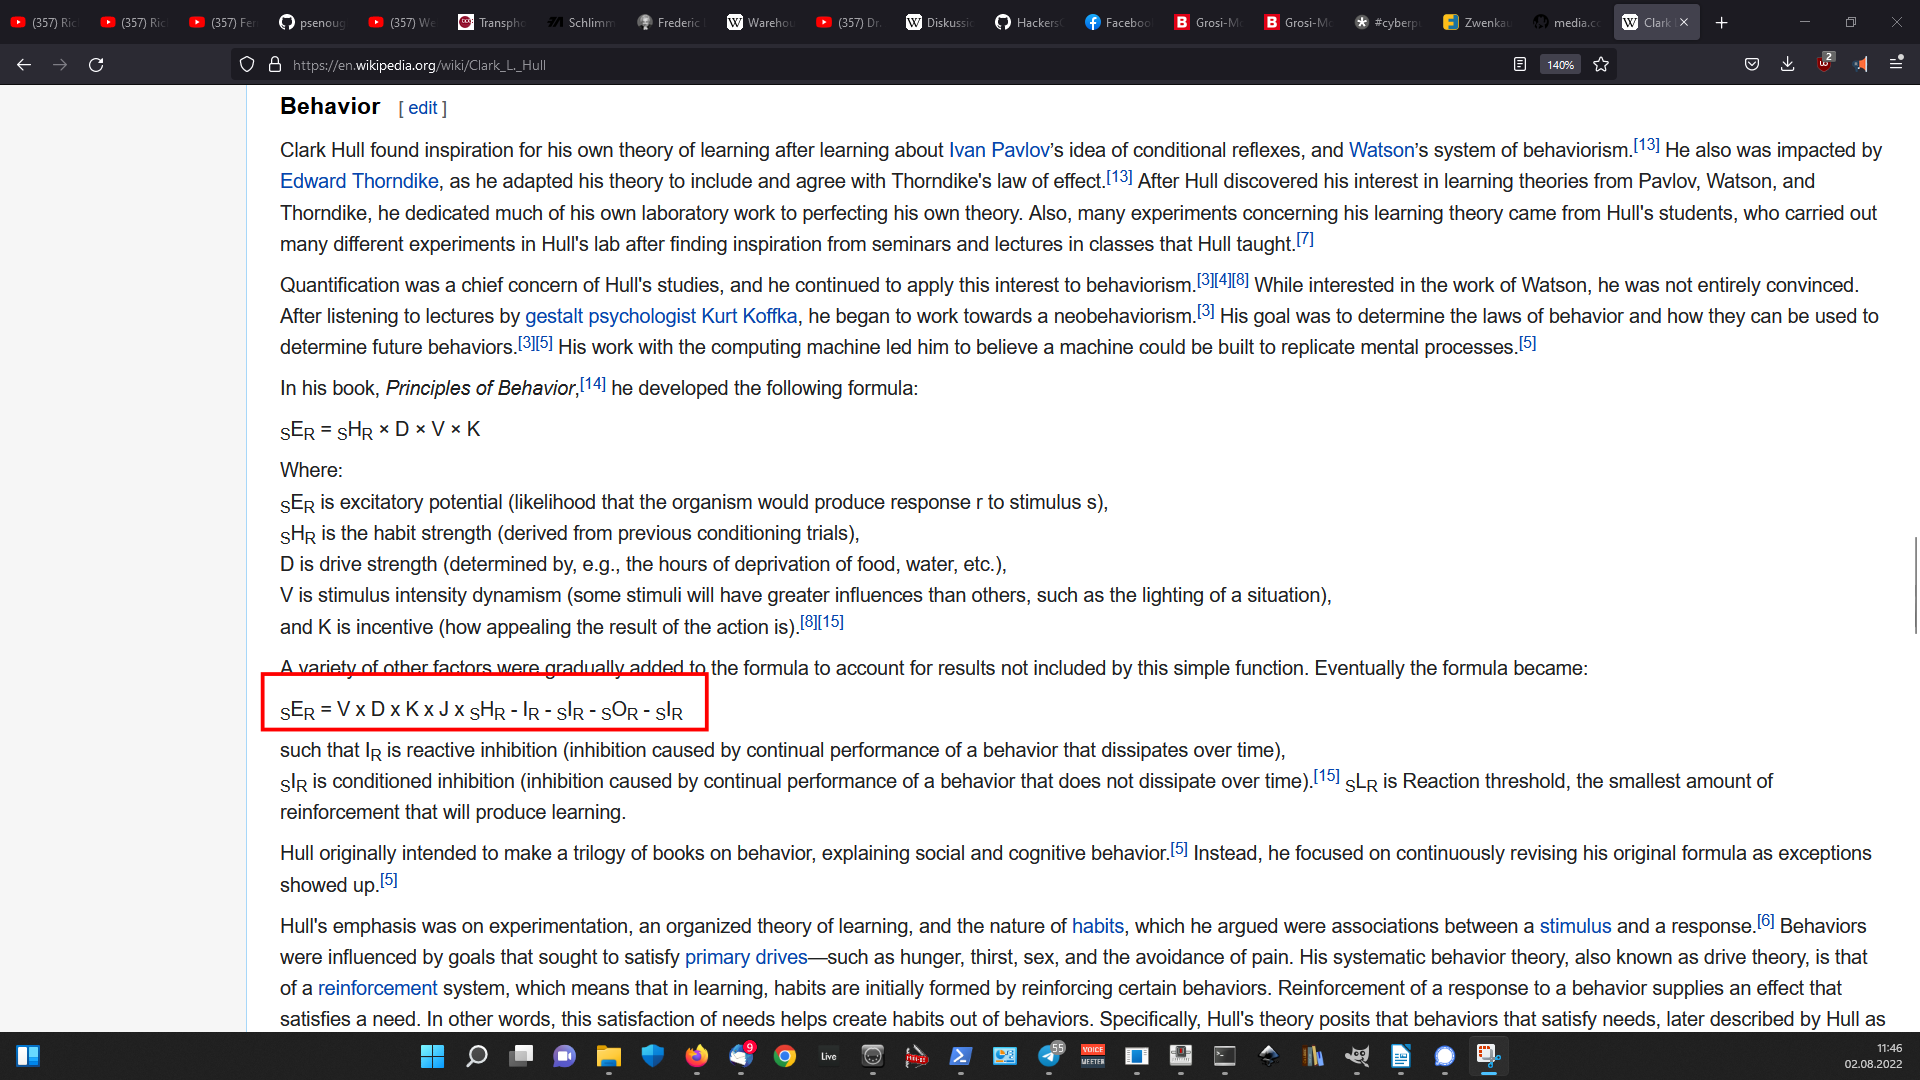 (357) Ric
(357) Ric
(357) Fer
psenoug
(357) We
Transpho
Schlimm
Frederic
Warehou
(357) Dr.
Diskussio
Hackers
Faceboo
Grosi-Mo
Grosi-Mo
#cyberpu
Zwenkau
media.cc
Clark
https://en.wikipedia.org/wiki/Clark_L._Hull
140%
2
Behavior [ edit ]
Clark Hull found inspiration for his own theory of learning after learning about Ivan Pavlov’s idea of conditional reflexes, and Watson’s system of behaviorism.[13] He also was impacted by
Edward Thorndike, as he adapted his theory to include and agree with Thorndike's law of effect.[13] After Hull discovered his interest in learning theories from Pavlov, Watson, and
Thorndike, he dedicated much of his own laboratory work to perfecting his own theory. Also, many experiments concerning his learning theory came from Hull's students, who carried out
many different experiments in Hull's lab after finding inspiration from seminars and lectures in classes that Hull taught.[7]
Quantification was a chief concern of Hull's studies, and he continued to apply this interest to behaviorism.[3][4][8] While interested in the work of Watson, he was not entirely convinced.
After listening to lectures by gestalt psychologist Kurt Koffka, he began to work towards a neobehaviorism.[3] His goal was to determine the laws of behavior and how they can be used to
determine future behaviors.[3][5] His work with the computing machine led him to believe a machine could be built to replicate mental processes.[5]
In his book, Principles of Behavior,[14] he developed the following formula:
SER = SHR × D × V × K
Where:
SER is excitatory potential (likelihood that the organism would produce response r to stimulus s),
SHR is the habit strength (derived from previous conditioning trials),
D is drive strength (determined by, e.g., the hours of deprivation of food, water, etc.),
V is stimulus intensity dynamism (some stimuli will have greater influences than others, such as the lighting of a situation),
and K is incentive (how appealing the result of the action is).[8][15]
A variety of other factors were gradually added to the formula to account for results not included by this simple function. Eventually the formula became:
SER = V x D x K x J x SHR - IR - SIR - SOR - SIR
such that IR is reactive inhibition (inhibition caused by continual performance of a behavior that dissipates over time),
SIR is conditioned inhibition (inhibition caused by continual performance of a behavior that does not dissipate over time).[15] SLR is Reaction threshold, the smallest amount of
reinforcement that will produce learning.
Hull originally intended to make a trilogy of books on behavior, explaining social and cognitive behavior.[5] Instead, he focused on continuously revising his original formula as exceptions
showed up.[5]
Hull's emphasis was on experimentation, an organized theory of learning, and the nature of habits, which he argued were associations between a stimulus and a response.[6] Behaviors
were influenced by goals that sought to satisfy primary drives—such as hunger, thirst, sex, and the avoidance of pain. His systematic behavior theory, also known as drive theory, is that
of a reinforcement system, which means that in learning, habits are initially formed by reinforcing certain behaviors. Reinforcement of a response to a behavior supplies an effect that
satisfies a need. In other words, this satisfaction of needs helps create habits out of behaviors. Specifically, Hull's theory posits that behaviors that satisfy needs, later described by Hull as
9
Live
55
VOICE
MEETER
11:46
02.08.2022